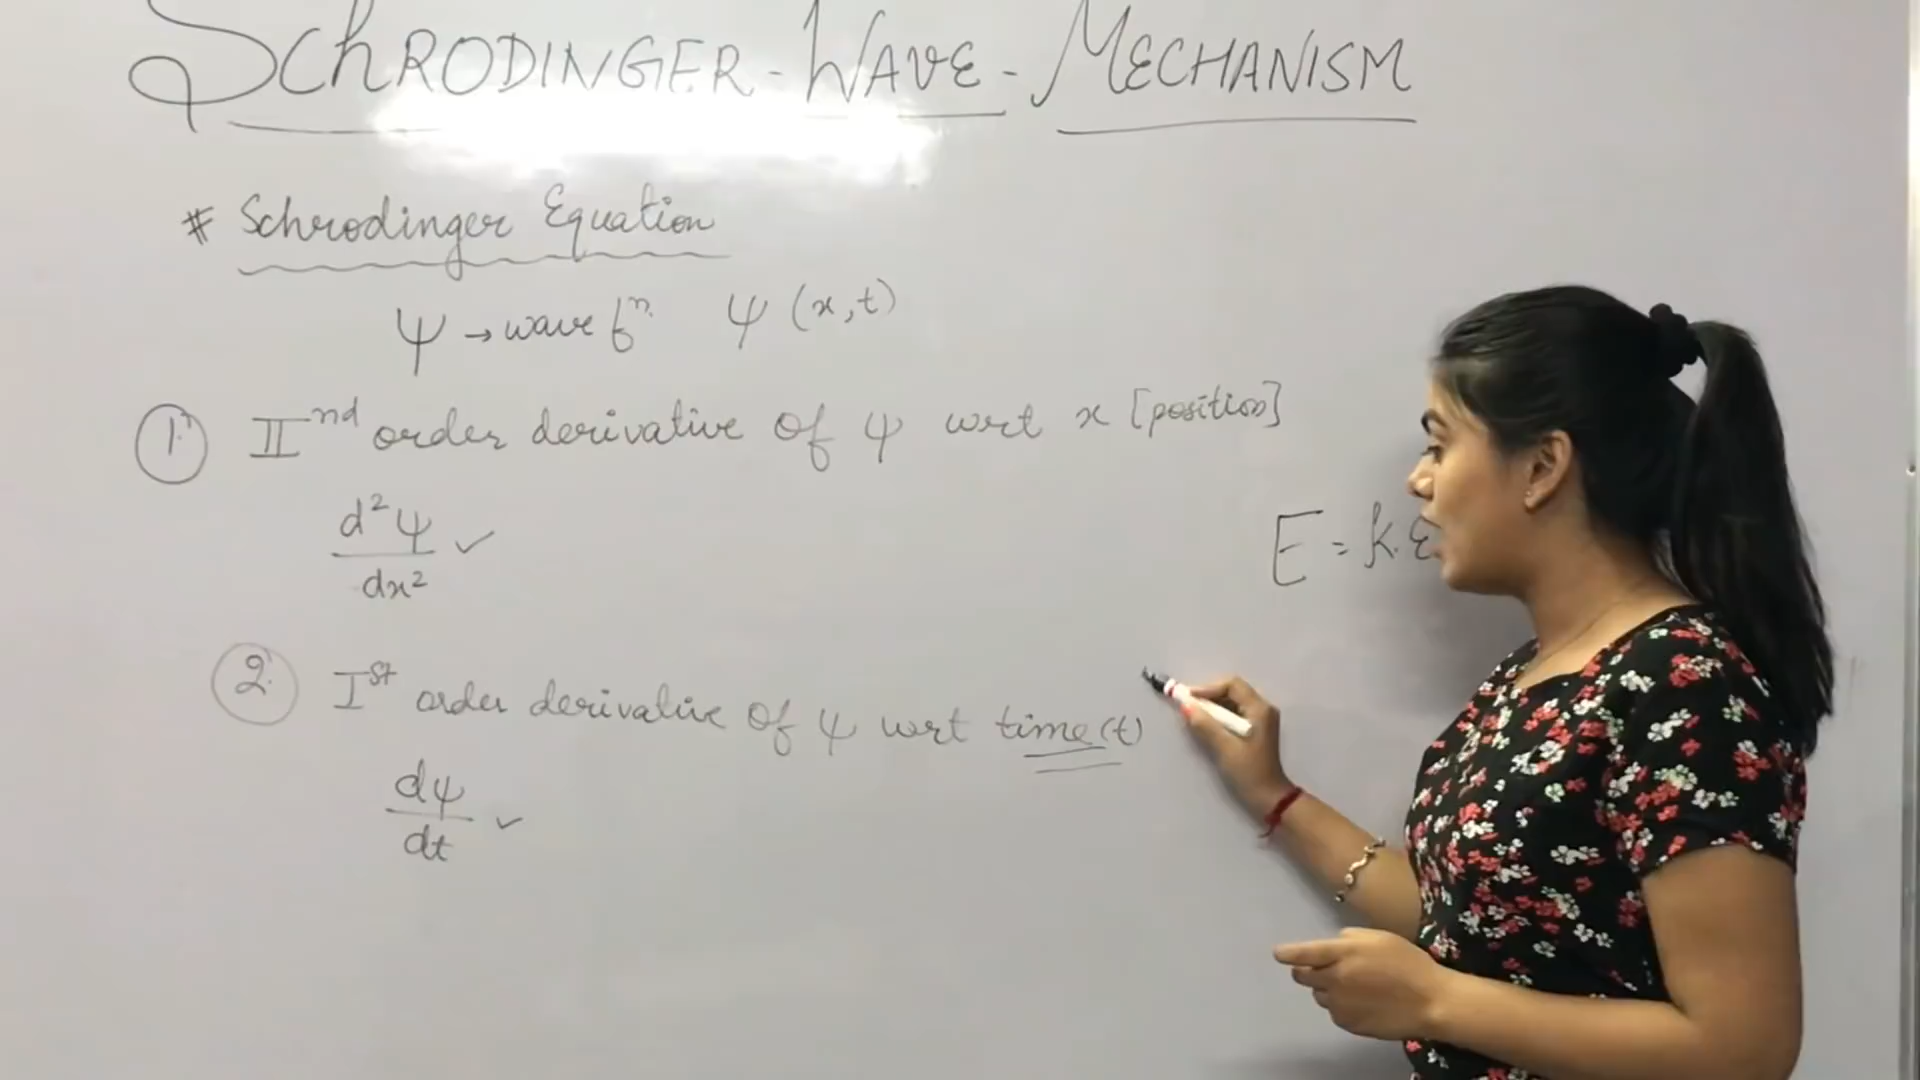 SCHRODINGER-WAVE-MECHANISM
# Schrodinger Equation
ψ → wave fⁿ. ψ (x,t)
1. IInd order derivative of ψ wrt x [position]
d²ψ ✓
dx²
E = K.E
2. Ist order derivative of ψ wrt time(t)
dψ ✓
dt